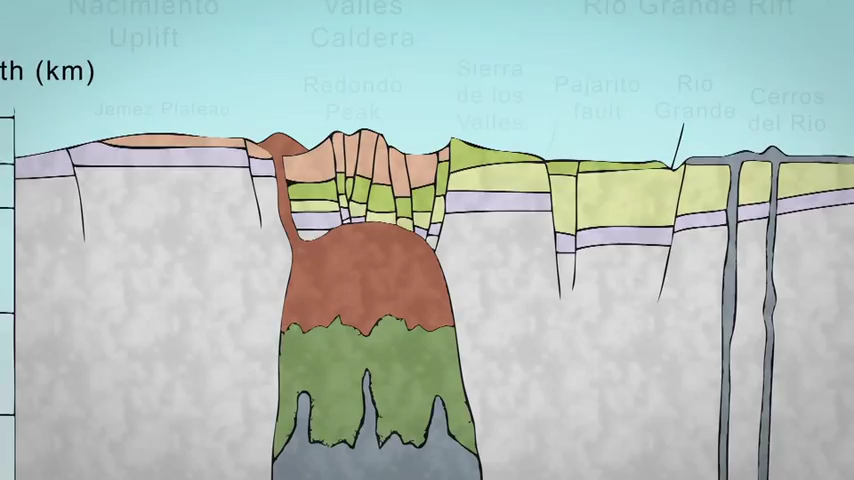 Nacimiento
Uplift
Valles
Caldera
Rio Grande Rift
th (km)
Jemez Plateau
Redondo
Peak
Sierra
de los
Valles
Pajarito
fault
Rio
Grande
Cerros
del Rio